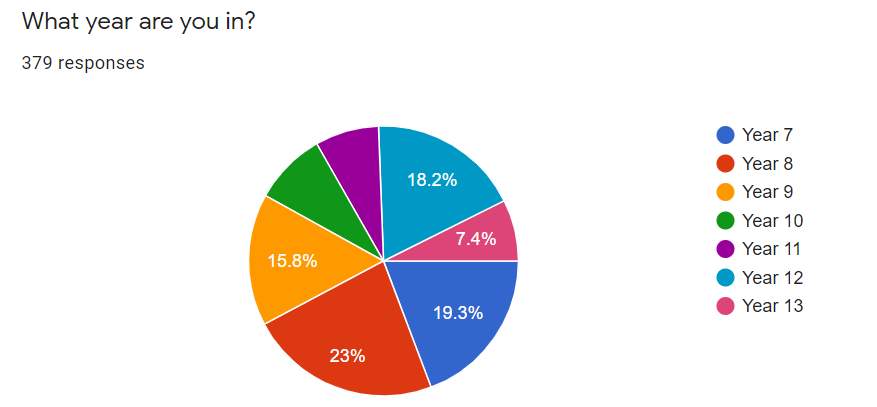 What year are you in?
379 responses
18.2%
7.4%
15.8%
19.3%
23%
Year 7
Year 8
Year 9
Year 10
Year 11
Year 12
Year 13